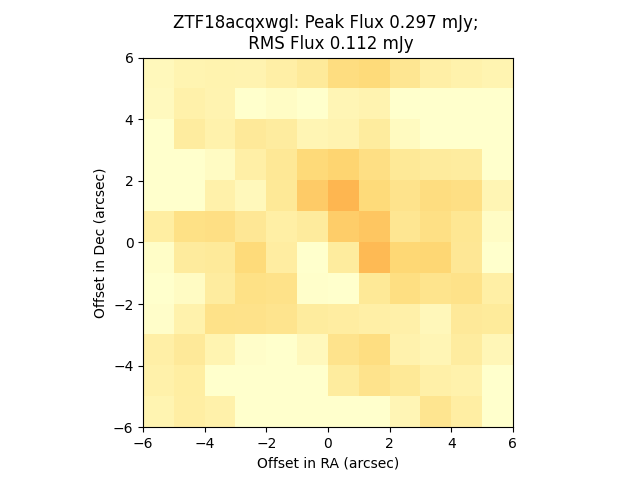 ZTF18acqxwgl: Peak Flux 0.297 mJy;
RMS Flux 0.112 mJy
6
4
2
0
−2
−4
−6
Offset in Dec (arcsec)
−6 −4 −2 0 2 4 6
Offset in RA (arcsec)